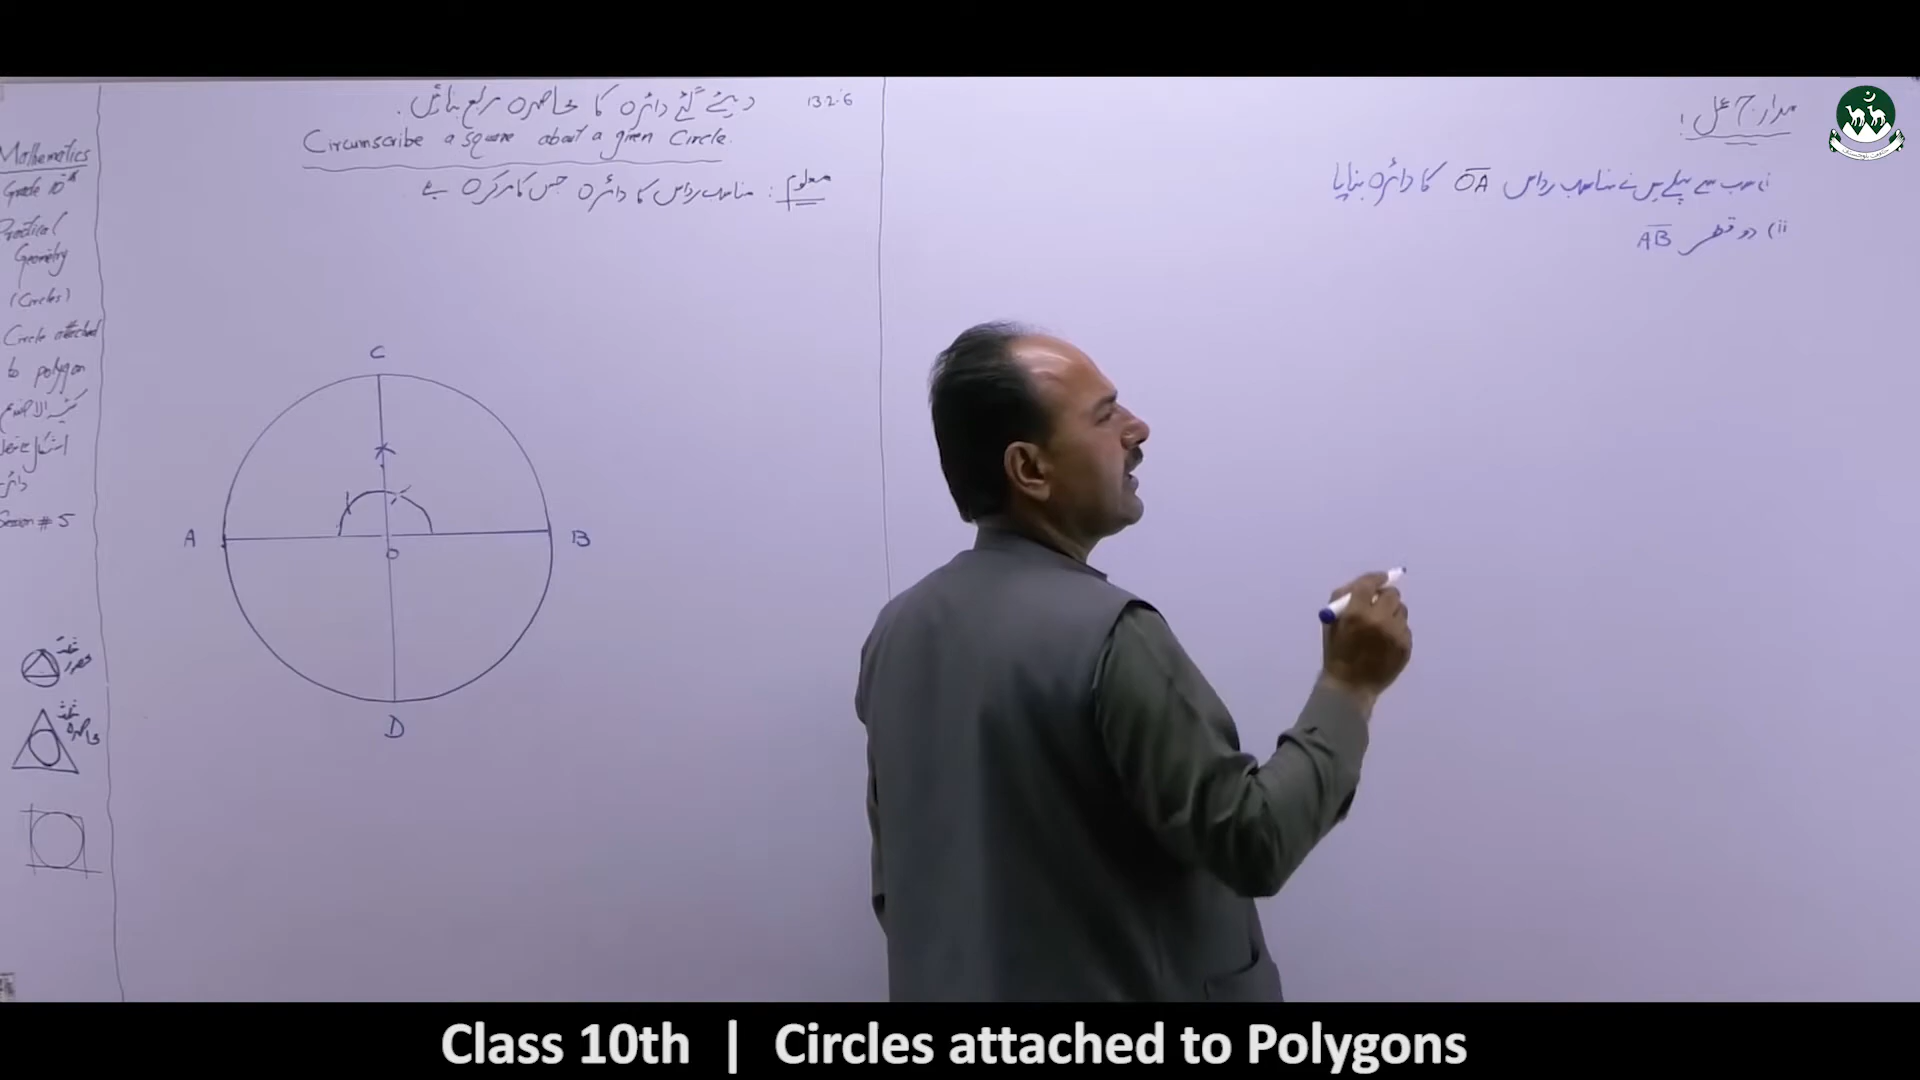 Mathematics
Grade 10th
Practical
Geometry
(Circles)
Circle attached
to polygon
Session # 5
دیئے گئے دائرہ کا محاصرہ مربع بنائیں۔
13.2.6
Circumscribe a square about a given Circle.
معلوم: مناسب رداس کا دائرہ جس کا مرکز O ہے
C
A
B
O
D
مدارج عمل:
i) سب سے پہلے میں نے مناسب رداس OA کا دائرہ بنایا
ii) دو قطر AB
Class 10th | Circles attached to Polygons